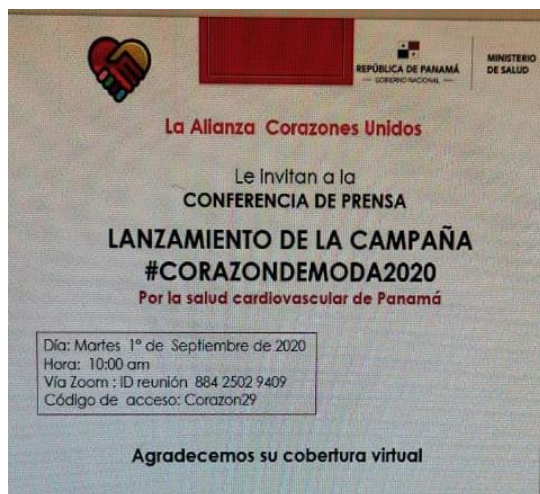 REPÚBLICA DE PANAMÁ
— GOBIERNO NACIONAL —
MINISTERIO
DE SALUD
La Alianza Corazones Unidos
Le invitan a la
CONFERENCIA DE PRENSA
LANZAMIENTO DE LA CAMPAÑA
#CORAZONDEMODA2020
Por la salud cardiovascular de Panamá
Día: Martes 1º de Septiembre de 2020
Hora: 10:00 am
Vía Zoom : ID reunión 884 2502 9409
Código de acceso: Corazon29
Agradecemos su cobertura virtual